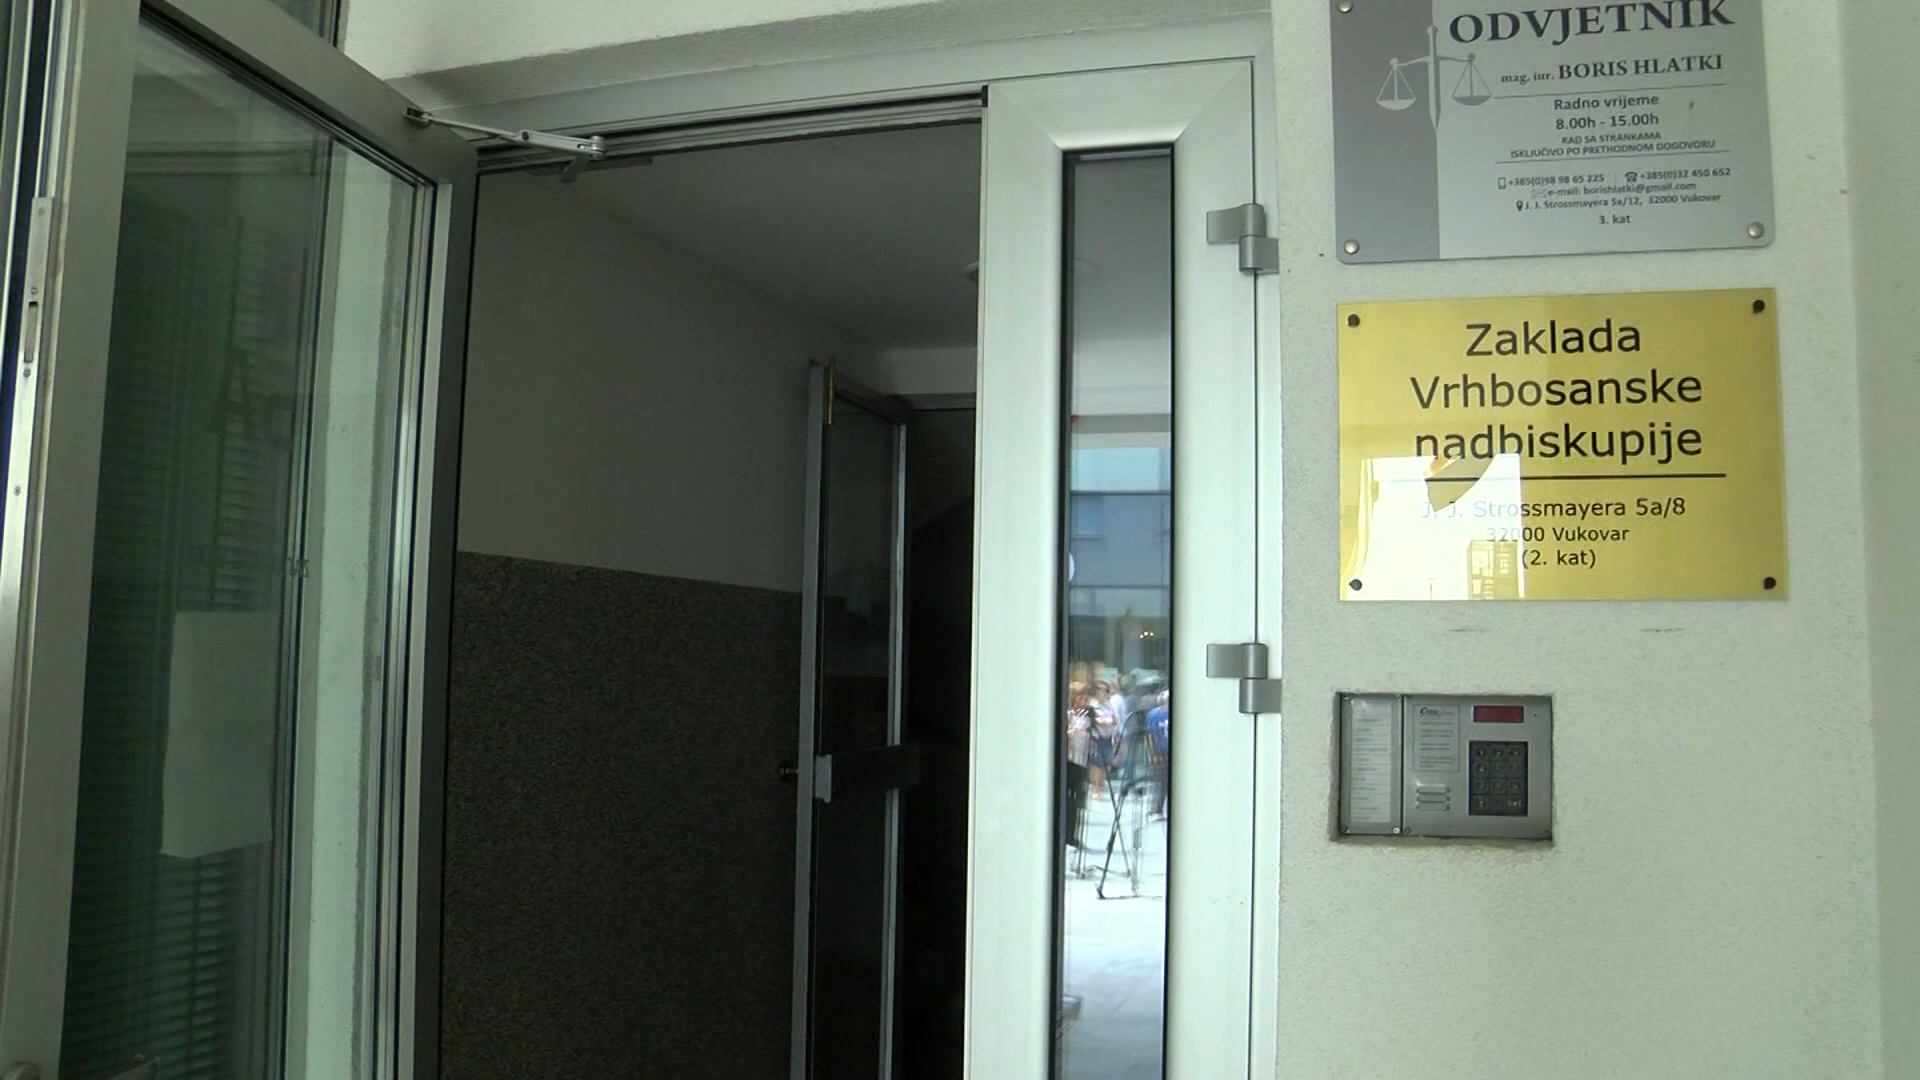 ODVJETNIK
mag. iur. BORIS HLATKI
Radno vrijeme
8.00h - 15.00h
RAD SA STRANKAMA
ISKLJUČIVO PO PRETHODNOM DOGOVORU
+385(0)98 98 65 225 +385(0)32 450 652
e-mail: borishlatki@gmail.com
J. J. Strossmayera 5a/12, 32000 Vukovar
3. kat
Zaklada
Vrhbosanske
nadbiskupije
J. J. Strossmayera 5a/8
32000 Vukovar
(2. kat)